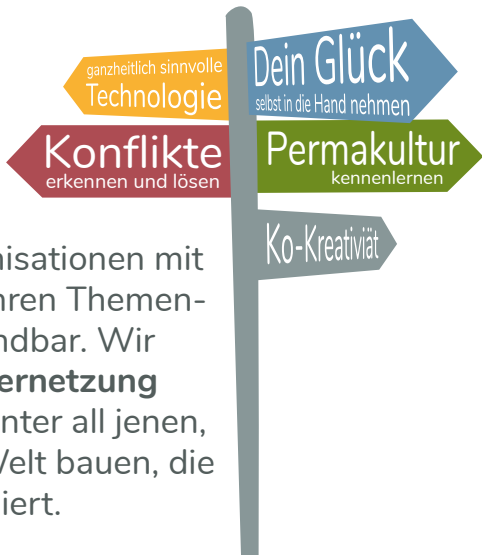 ganzheitlich sinnvolle
Technologie
Dein Glück
selbst in die Hand nehmen
Konflikte
erkennen und lösen
Permakultur
kennenlernen
Ko-Kreativiät
nisationen mit
hren Themen-
ndbar. Wir
ernetzung
nter all jenen,
Welt bauen, die
iert.